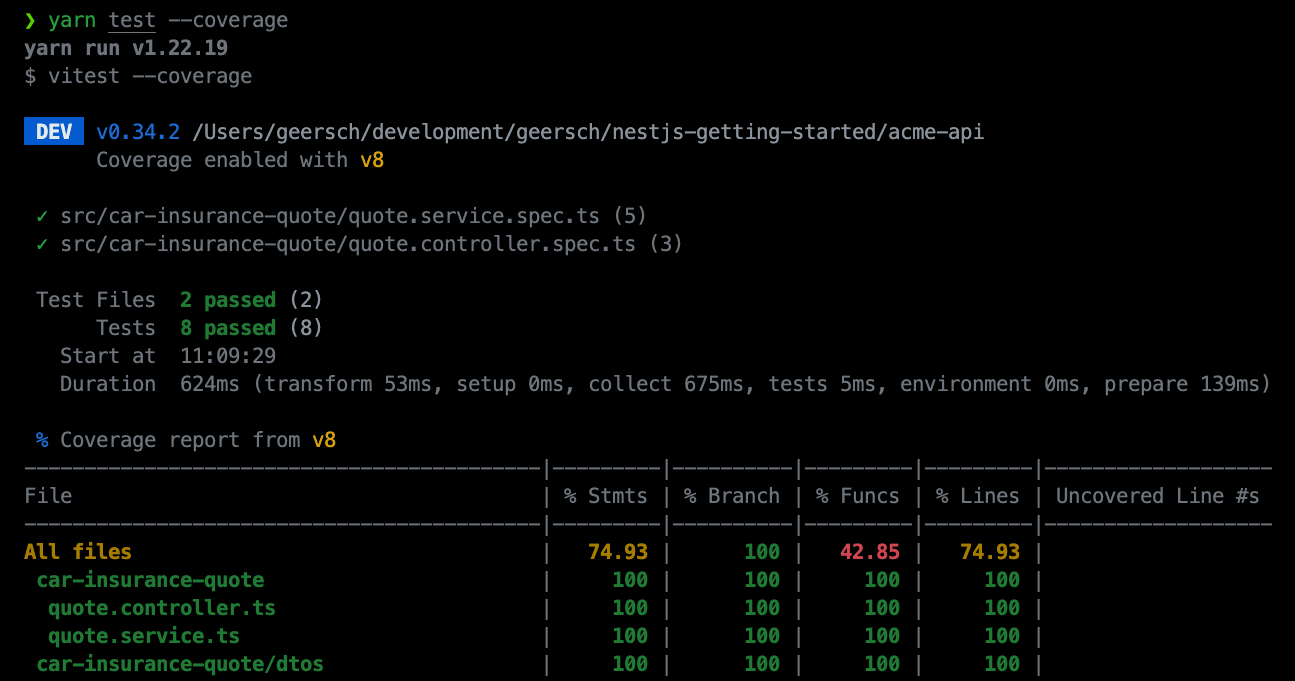 ❯ yarn test --coverage
yarn run v1.22.19
$ vitest --coverage
DEV v0.34.2 /Users/geersch/development/geersch/nestjs-getting-started/acme-api
Coverage enabled with v8
✓ src/car-insurance-quote/quote.service.spec.ts (5)
✓ src/car-insurance-quote/quote.controller.spec.ts (3)
Test Files 2 passed (2)
Tests 8 passed (8)
Start at 11:09:29
Duration 624ms (transform 53ms, setup 0ms, collect 675ms, tests 5ms, environment 0ms, prepare 139ms)
% Coverage report from v8
File | % Stmts | % Branch | % Funcs | % Lines | Uncovered Line #s
All files | 74.93 | 100 | 42.85 | 74.93 |
car-insurance-quote | 100 | 100 | 100 | 100 |
quote.controller.ts | 100 | 100 | 100 | 100 |
quote.service.ts | 100 | 100 | 100 | 100 |
car-insurance-quote/dtos | 100 | 100 | 100 | 100 |